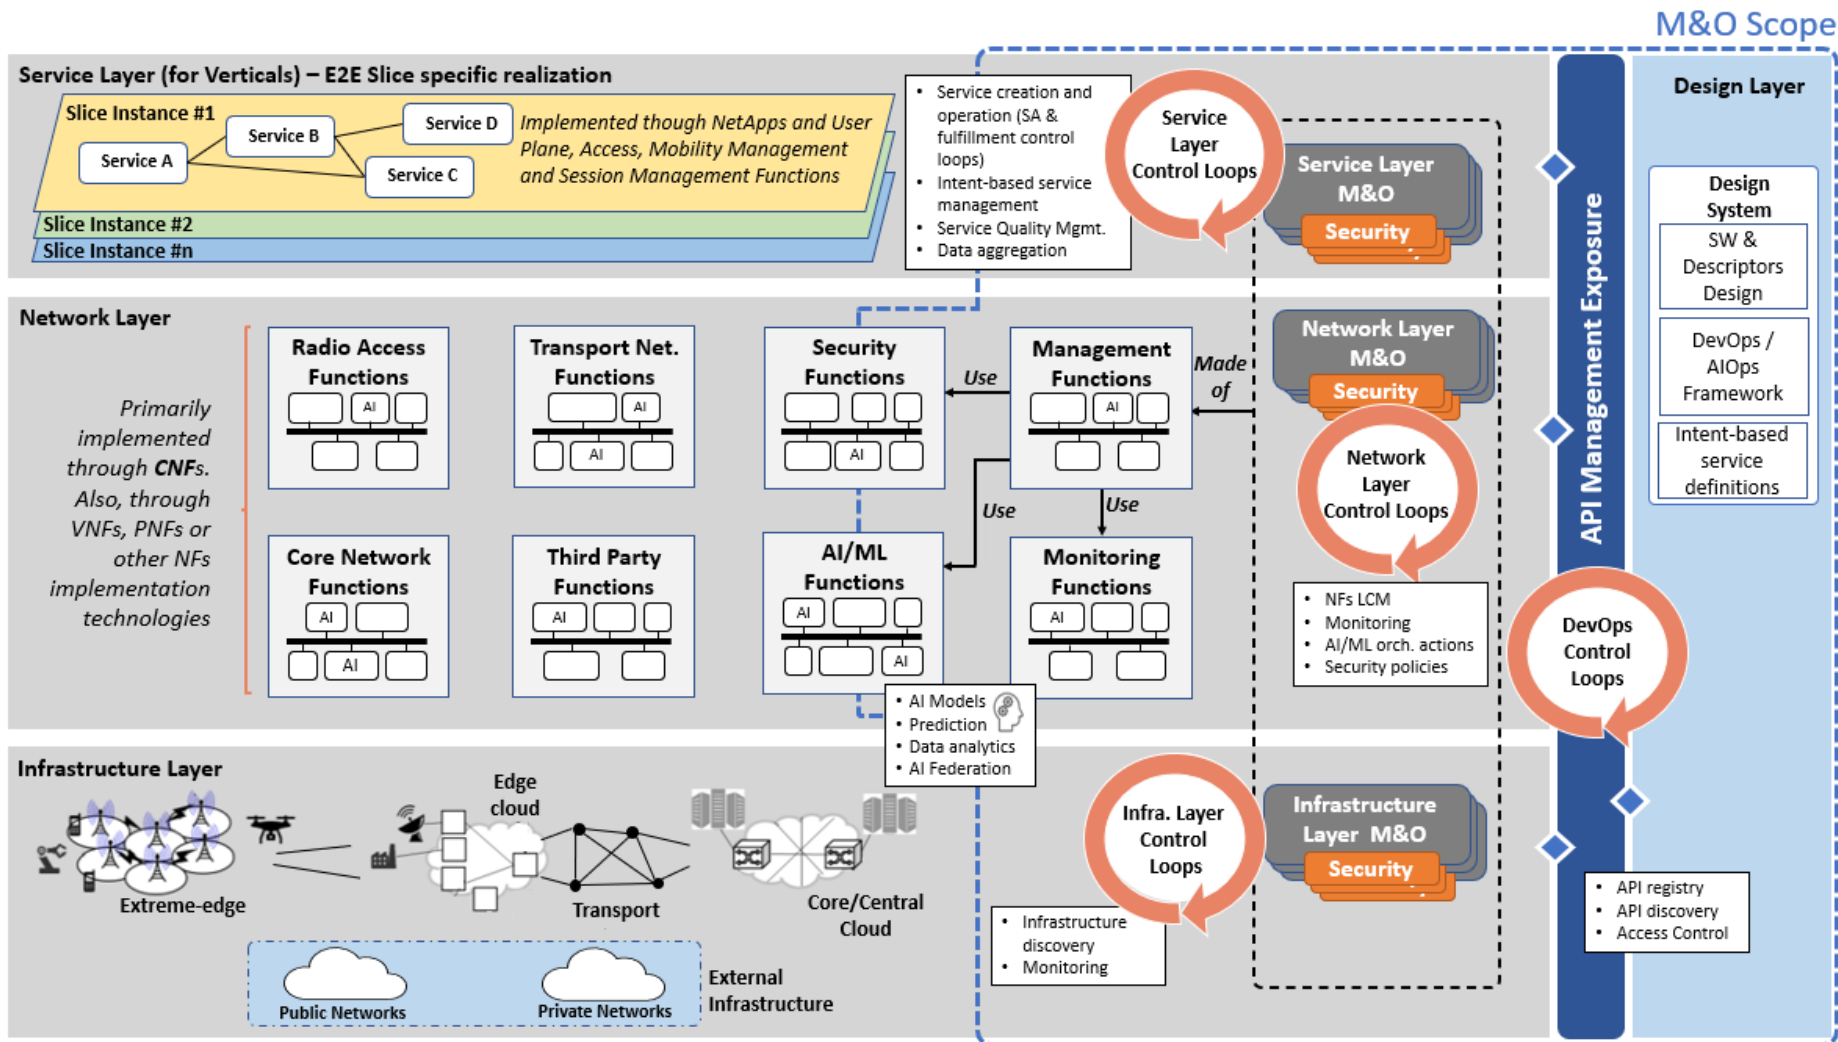 M&O Scope
Service Layer (for Verticals) – E2E Slice specific realization
Slice Instance #1
Service A
Service B
Service D
Service C
Implemented though NetApps and User
Plane, Access, Mobility Management
and Session Management Functions
Slice Instance #2
Slice Instance #n
• Service creation and
operation (SA &
fulfillment control
loops)
• Intent-based service
management
• Service Quality Mgmt.
• Data aggregation
Service
Layer
Control Loops
Service Layer
M&O
Security
API Management Exposure
Design Layer
Design
System
SW &
Descriptors
Design
DevOps /
AIOps
Framework
Intent-based
service
definitions
Network Layer
Primarily
implemented
through CNFs.
Also, through
VNFs, PNFs or
other NFs
implementation
technologies
Radio Access
Functions
AI
Transport Net.
Functions
AI
AI
Security
Functions
AI
Use
Management
Functions
AI
Made
of
Network Layer
M&O
Security
Network
Layer
Control Loops
Use
Use
Core Network
Functions
AI
AI
Third Party
Functions
AI
AI/ML
Functions
AI
AI
Monitoring
Functions
AI
• NFs LCM
• Monitoring
• AI/ML orch. actions
• Security policies
DevOps
Control
Loops
• AI Models
• Prediction
• Data analytics
• AI Federation
Infrastructure Layer
Extreme-edge
Edge
cloud
Transport
Core/Central
Cloud
Public Networks
Private Networks
External
Infrastructure
Infra. Layer
Control
Loops
Infrastructure
Layer M&O
Security
• Infrastructure
discovery
• Monitoring
• API registry
• API discovery
• Access Control